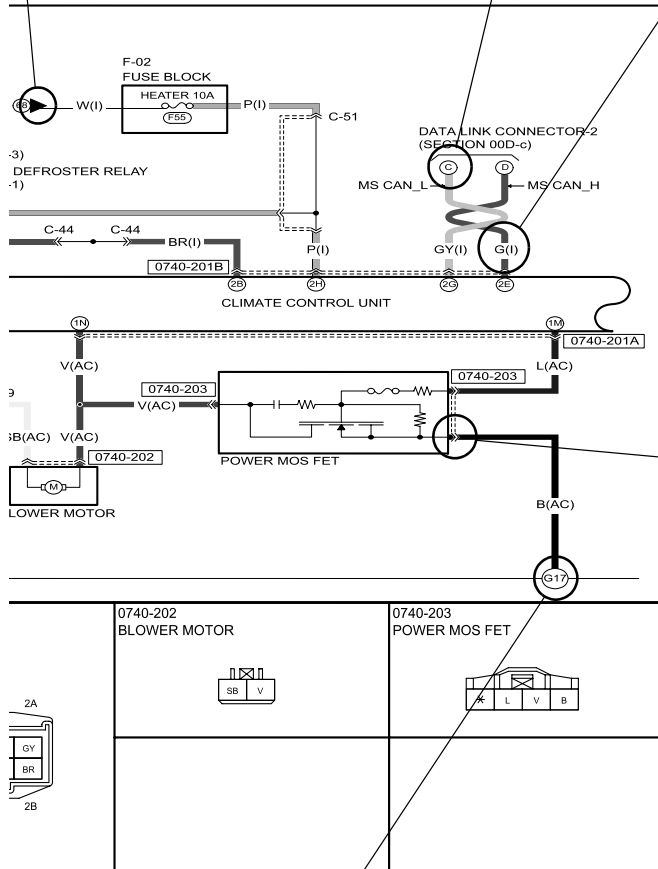 F-02
FUSE BLOCK
HEATER 10A
F55
68
W(I)
P(I)
C-51
DATA LINK CONNECTOR-2
(SECTION 00D-c)
-3)
DEFROSTER RELAY
-1)
C
D
MS CAN_L
MS CAN_H
C-44
C-44
BR(I)
P(I)
GY(I)
G(I)
0740-201B
2B
2H
2G
2E
CLIMATE CONTROL UNIT
1N
1M
0740-201A
V(AC)
L(AC)
0740-203
0740-203
V(AC)
9
SB(AC)
V(AC)
0740-202
POWER MOS FET
M
LOWER MOTOR
B(AC)
G17
0740-202
BLOWER MOTOR
0740-203
POWER MOS FET
SB
V
*
L
V
B
2A
GY
BR
2B